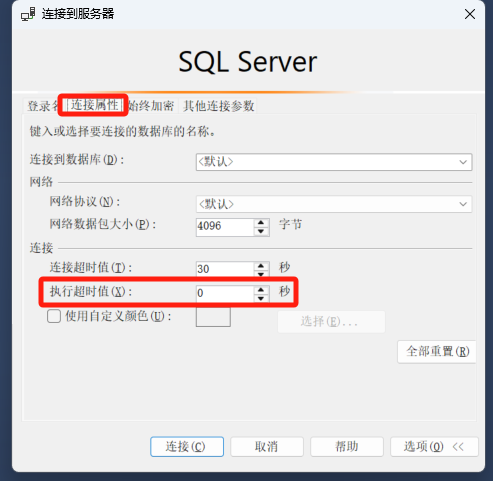 连接到服务器
SQL Server
登录名 连接属性 始终加密 其他连接参数
键入或选择要连接的数据库的名称。
连接到数据库(D): <默认>
网络
网络协议(N): <默认>
网络数据包大小(P): 4096 字节
连接
连接超时值(T): 30 秒
执行超时值(X): 0 秒
使用自定义颜色(U): 选择(E)...
全部重置(R)
连接(C) 取消 帮助 选项(O) <<